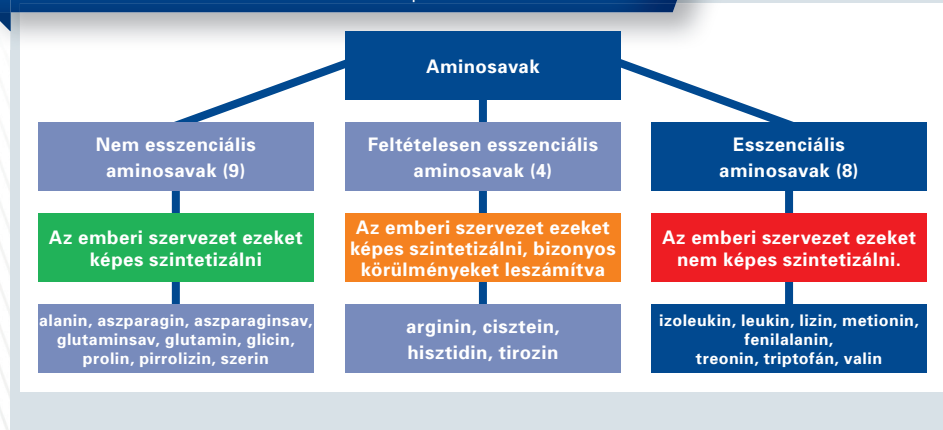 Aminosavak
Nem esszenciális
aminosavak (9)
Az emberi szervezet ezeket
képes szintetizálni
alanin, aszparagin, aszparaginsav,
glutaminsav, glutamin, glicin,
prolin, pirrolizin, szerin
Feltételesen esszenciális
aminosavak (4)
Az emberi szervezet ezeket
képes szintetizálni, bizonyos
körülményeket leszámítva
arginin, cisztein,
hisztidin, tirozin
Esszenciális
aminosavak (8)
Az emberi szervezet ezeket
nem képes szintetizálni.
izoleukin, leukin, lizin, metionin,
fenilalanin,
treonin, triptofán, valin